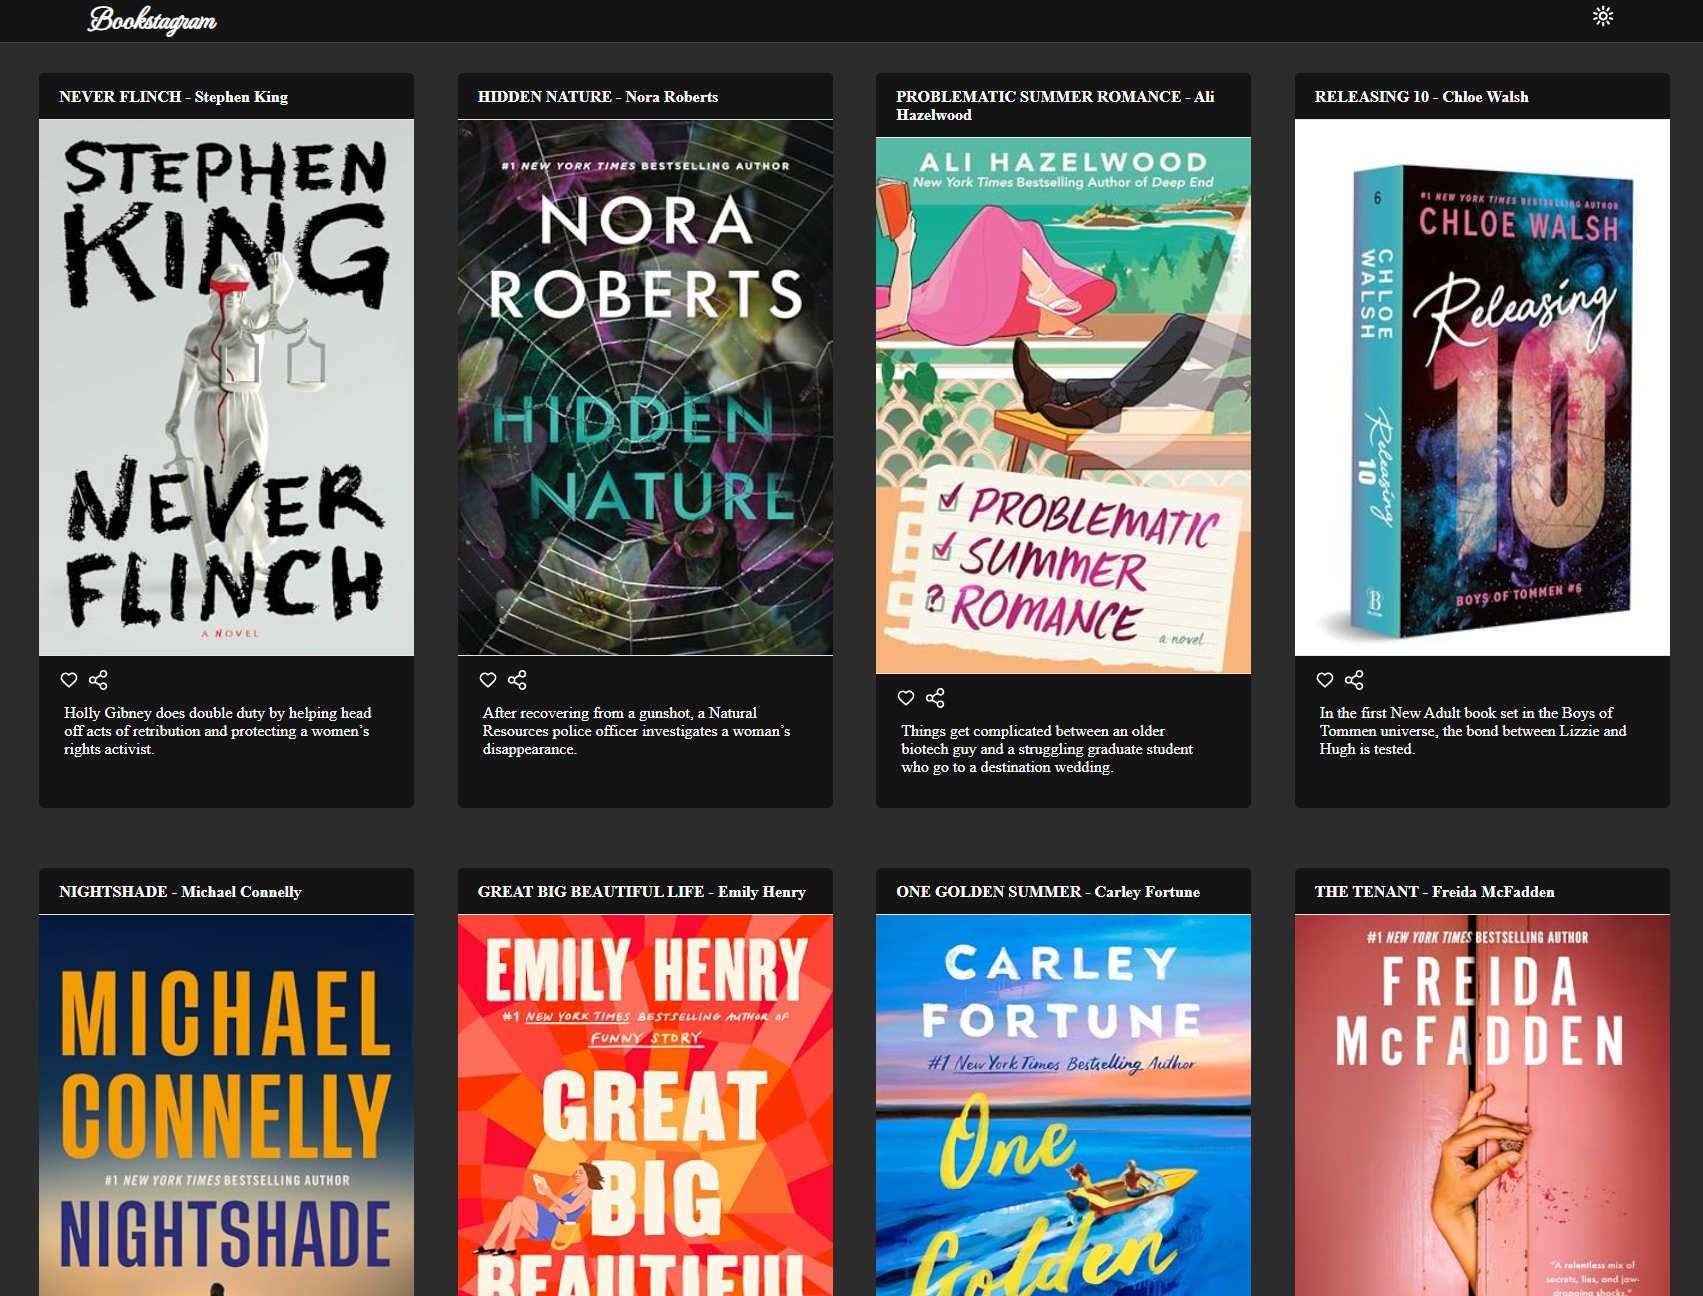 Bookstagram
NEVER FLINCH - Stephen King
STEPHEN
KING
NEVER
FLINCH
A NOVEL
Holly Gibney does double duty by helping head
off acts of retribution and protecting a women’s
rights activist.
HIDDEN NATURE - Nora Roberts
#1 NEW YORK TIMES BESTSELLING AUTHOR
NORA
ROBERTS
HIDDEN
NATURE
After recovering from a gunshot, a Natural
Resources police officer investigates a woman’s
disappearance.
PROBLEMATIC SUMMER ROMANCE - Ali
Hazelwood
ALI HAZELWOOD
New York Times Bestselling Author of Deep End
PROBLEMATIC
SUMMER
? ROMANCE
a novel
Things get complicated between an older
biotech guy and a struggling graduate student
who go to a destination wedding.
RELEASING 10 - Chloe Walsh
6
CHLOE
WALSH
Releasing
10
#1 NEW YORK TIMES BESTSELLING AUTHOR
CHLOE WALSH
Releasing
10
BOYS OF TOMMEN #6
B
In the first New Adult book set in the Boys of
Tommen universe, the bond between Lizzie and
Hugh is tested.
NIGHTSHADE - Michael Connelly
MICHAEL
CONNELLY
#1 NEW YORK TIMES BESTSELLING AUTHOR
NIGHTSHADE
GREAT BIG BEAUTIFUL LIFE - Emily Henry
EMILY HENRY
#1 NEW YORK TIMES BESTSELLING AUTHOR OF
FUNNY STORY
GREAT
BIG
BEAUTIFUL
ONE GOLDEN SUMMER - Carley Fortune
CARLEY
FORTUNE
#1 New York Times Bestselling Author
One
Golden
THE TENANT - Freida McFadden
#1 NEW YORK TIMES BESTSELLING AUTHOR
FREIDA
McFADDEN
"A relentless mix of
secrets, lies, and jaw-
dropping shocks."